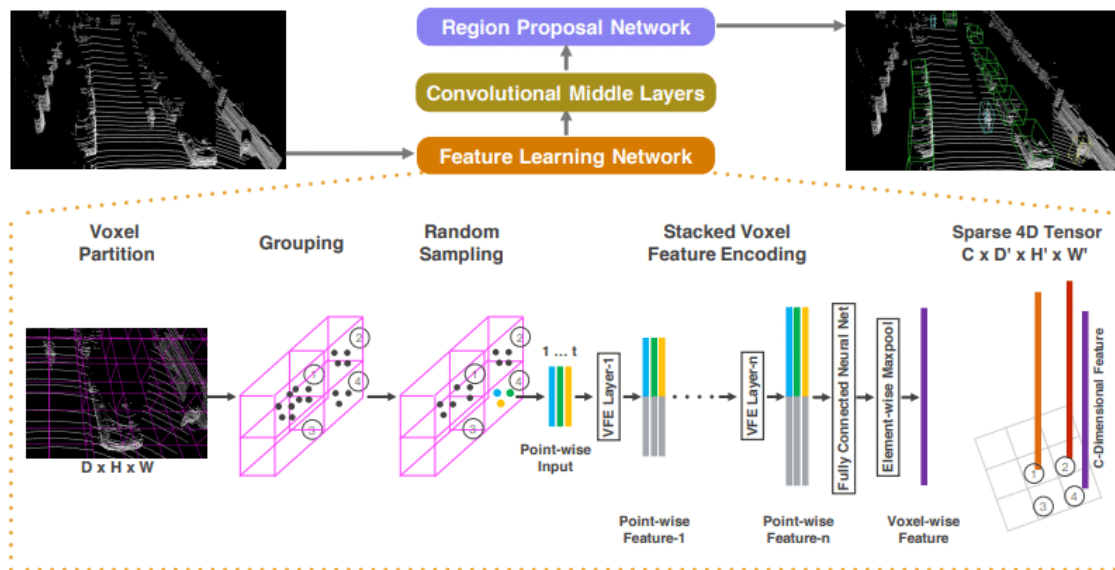 Region Proposal Network
Convolutional Middle Layers
Feature Learning Network
Voxel
Partition
Grouping
Random
Sampling
Stacked Voxel
Feature Encoding
Sparse 4D Tensor
C x D' x H' x W'
D x H x W
1
2
3
4
1
2
3
4
1 ... t
Point-wise
Input
VFE Layer-1
Point-wise
Feature-1
VFE Layer-n
Point-wise
Feature-n
Fully Connected Neural Net
Element-wise Maxpool
Voxel-wise
Feature
1
2
3
4
C-Dimensional Feature